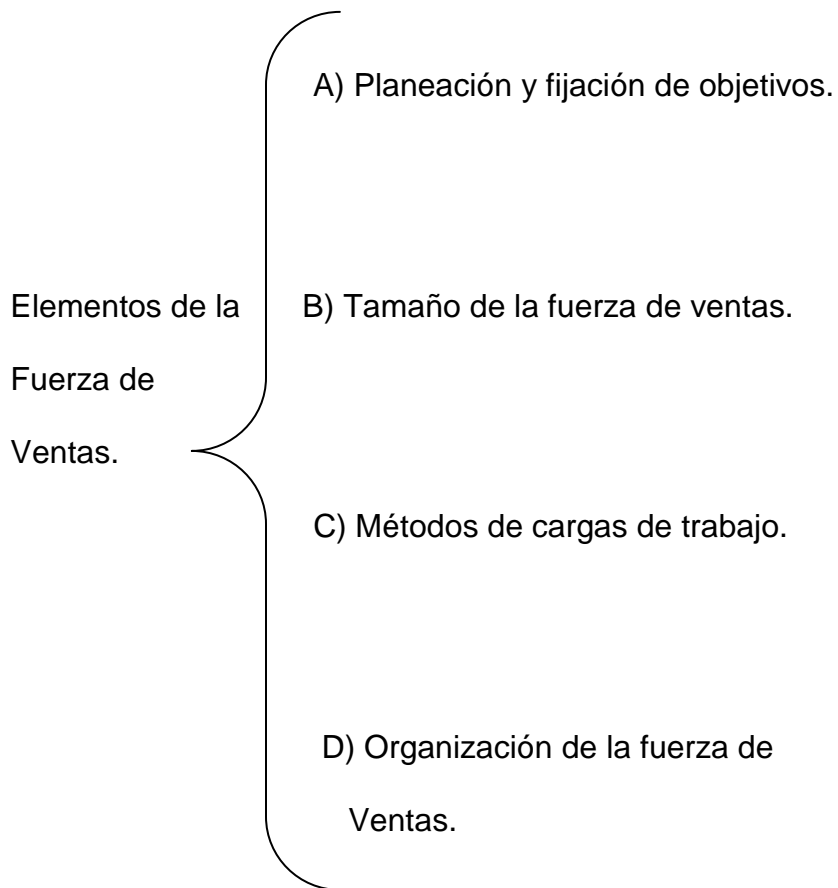 A) Planeación y fijación de objetivos.
Elementos de la
B) Tamaño de la fuerza de ventas.
Fuerza de
Ventas.
C) Métodos de cargas de trabajo.
D) Organización de la fuerza de
Ventas.